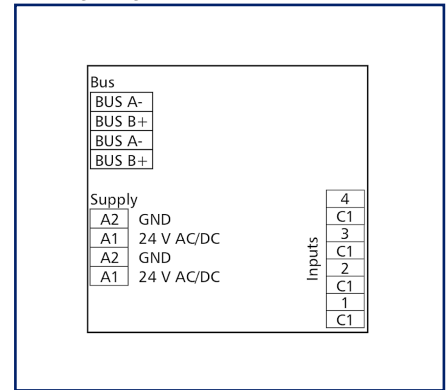 Bus
BUS A-
BUS B+
BUS A-
BUS B+
Supply
A2 GND
A1 24 V AC/DC
A2 GND
A1 24 V AC/DC
Inputs
4
C1
3
C1
2
C1
1
C1